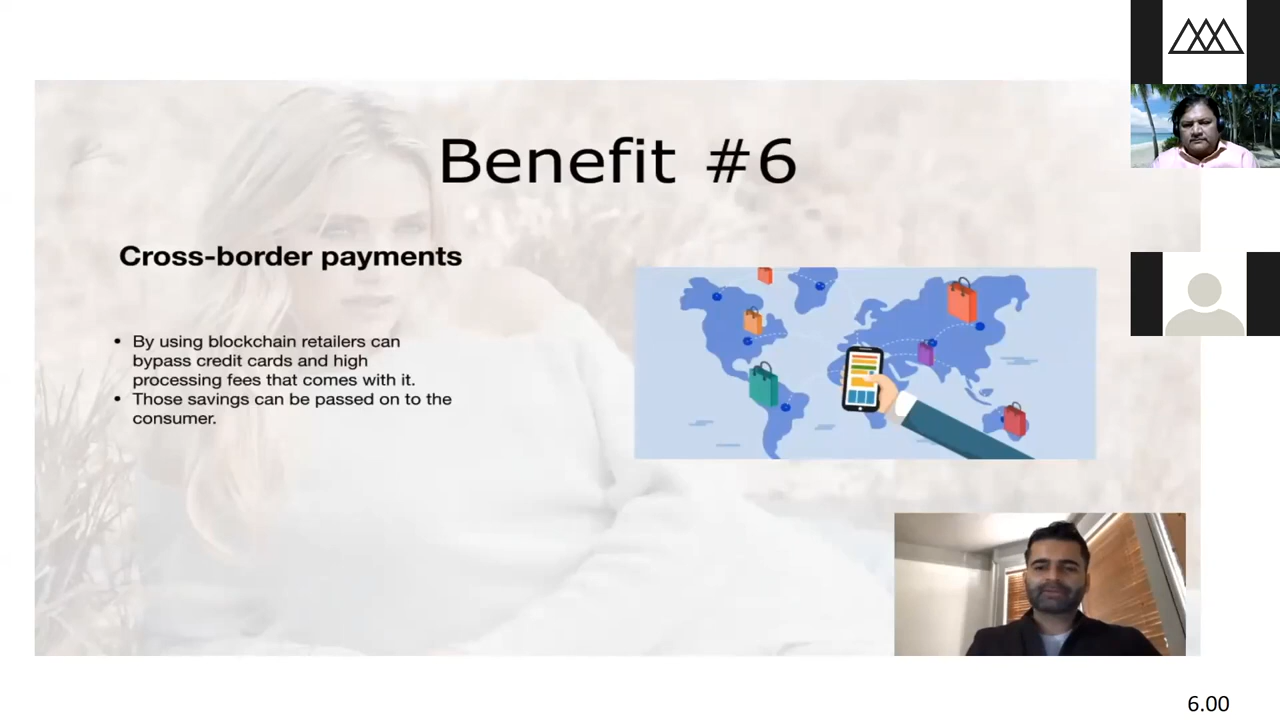 Benefit #6
Cross-border payments
• By using blockchain retailers can
bypass credit cards and high
processing fees that comes with it.
• Those savings can be passed on to the
consumer.
6.00